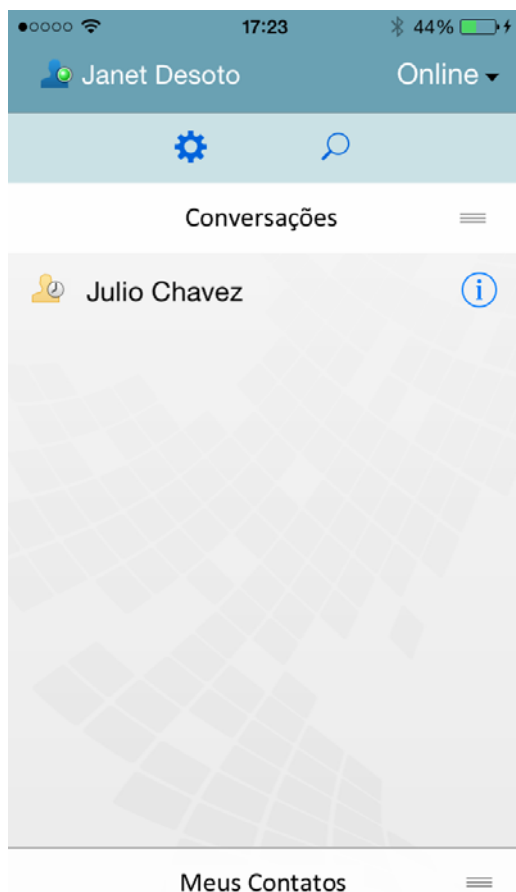 17:23 44%
Janet Desoto Online
Conversações
Julio Chavez
Meus Contatos